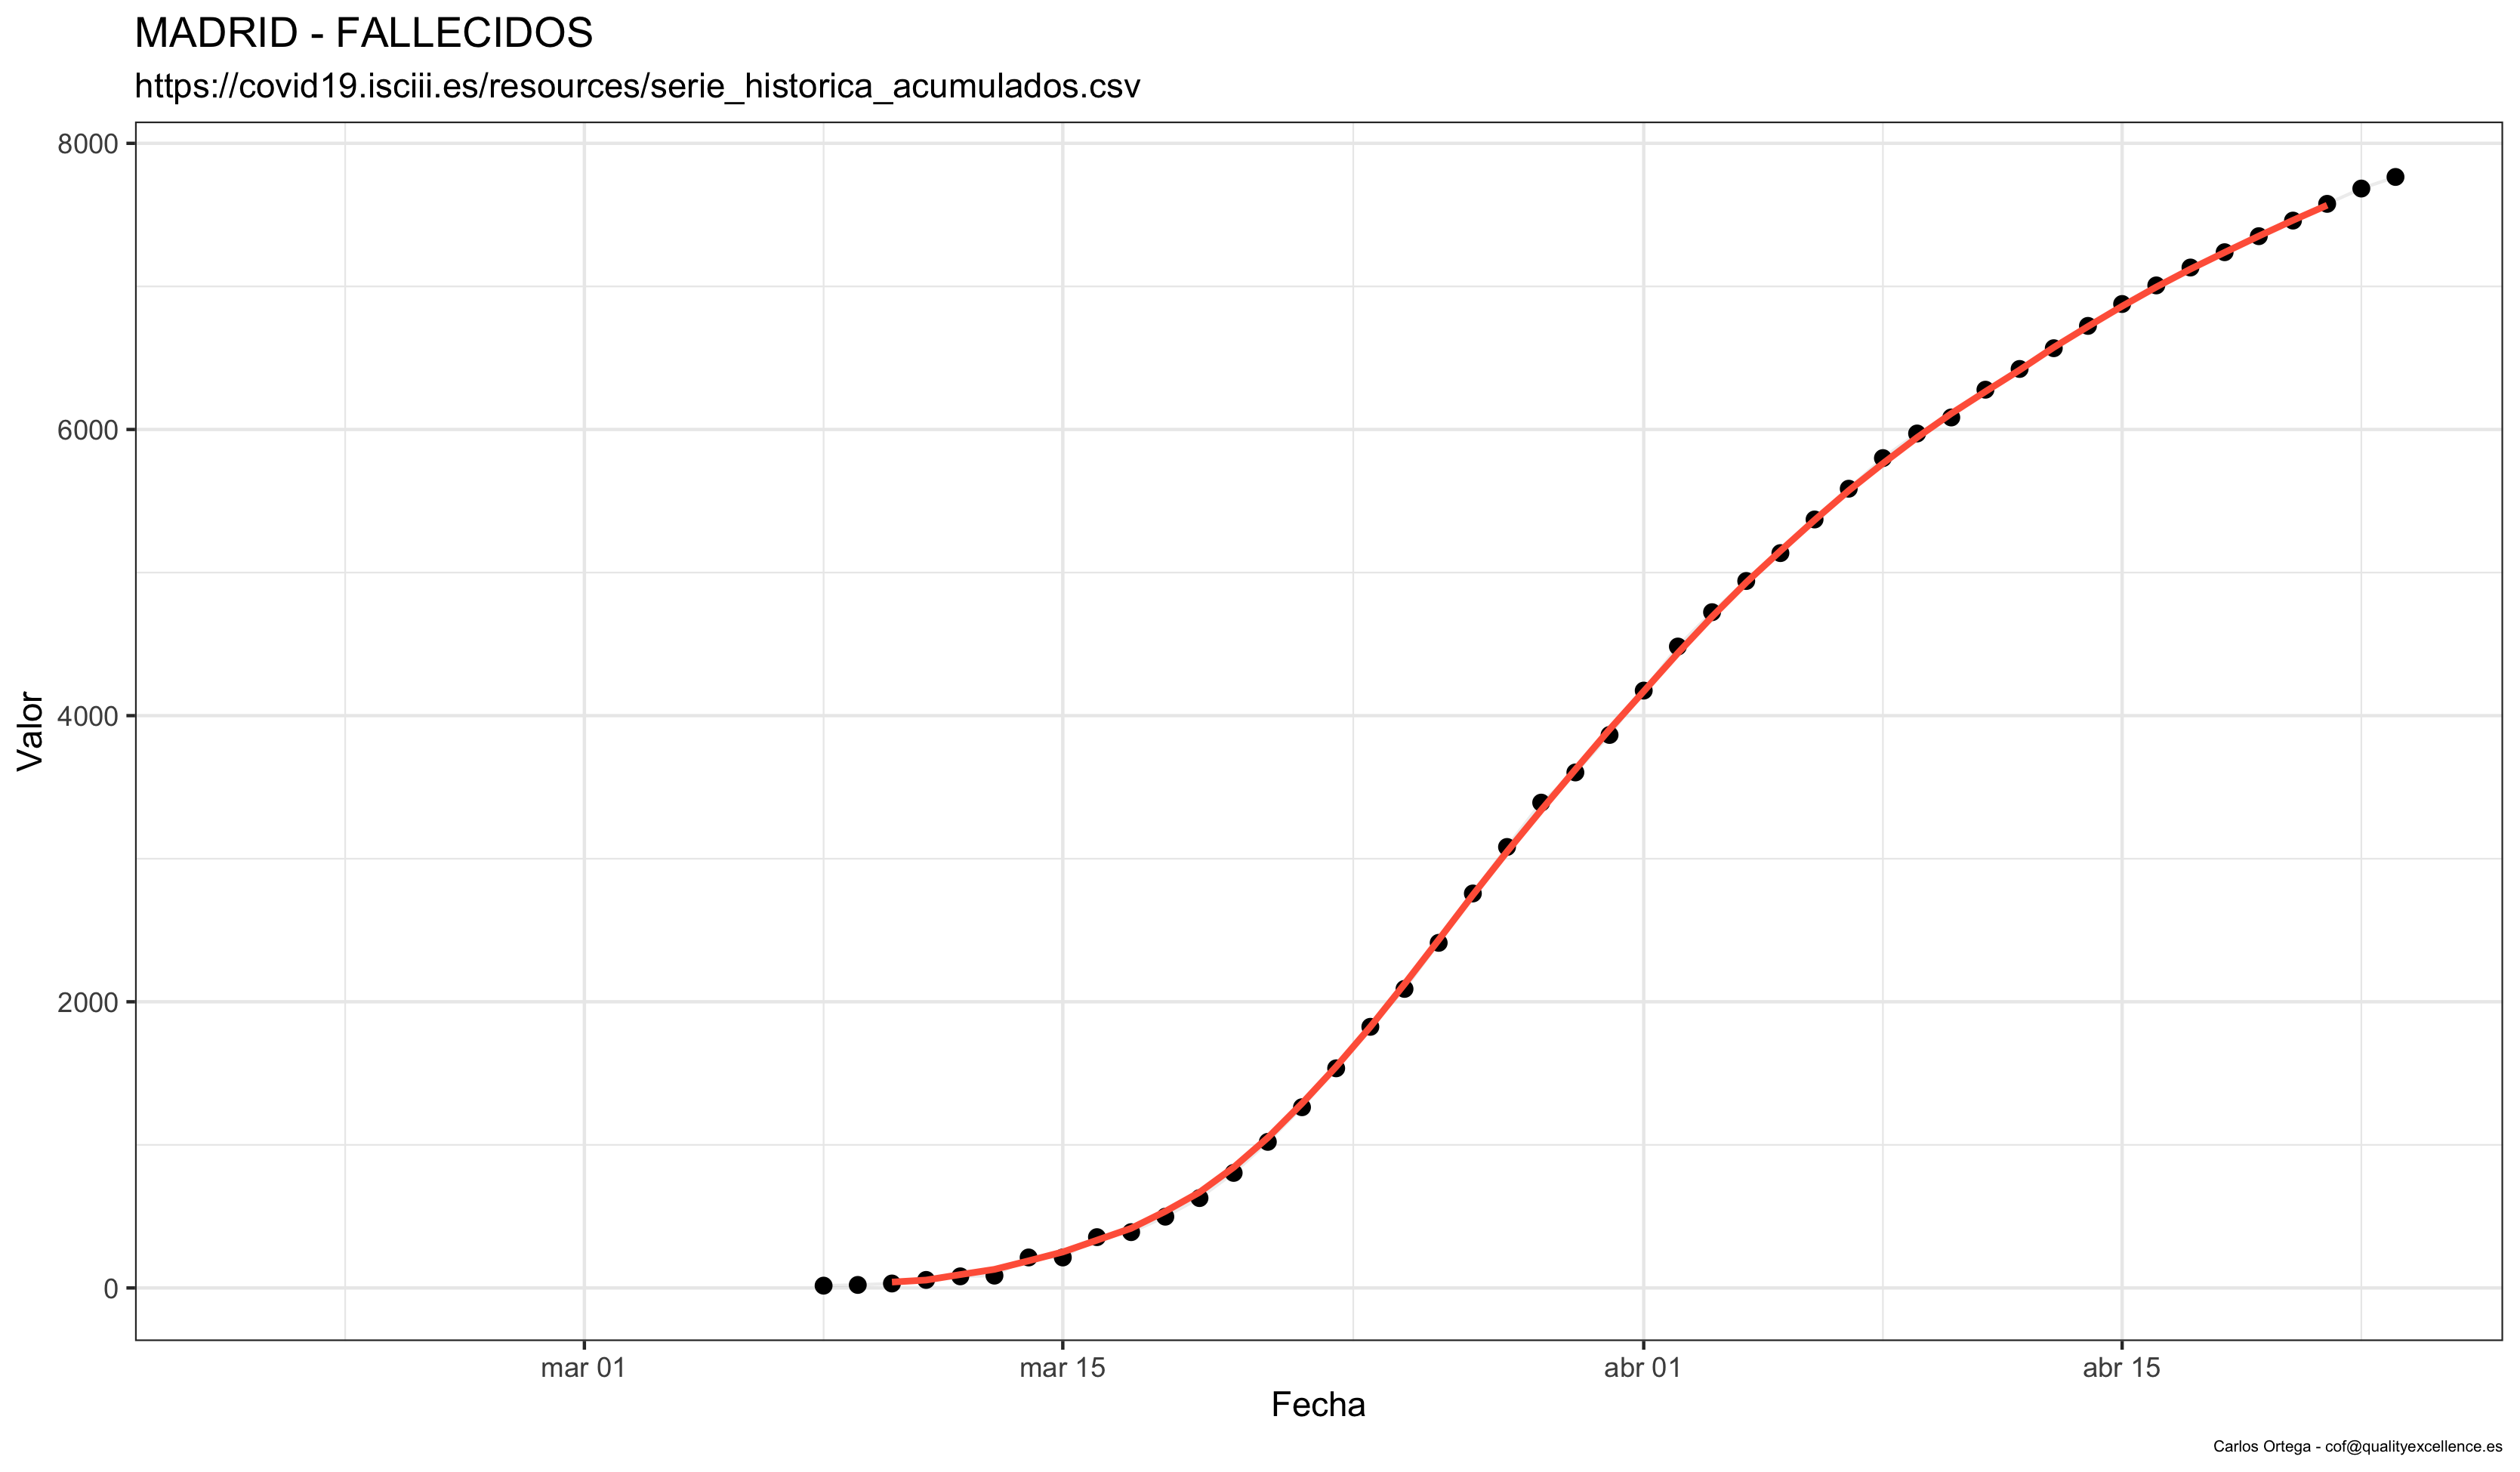 MADRID - FALLECIDOS
https://covid19.isciii.es/resources/serie_historica_acumulados.csv
8000
6000
4000
2000
0
Valor
mar 01
mar 15
abr 01
abr 15
Fecha
Carlos Ortega - cof@qualityexcellence.es